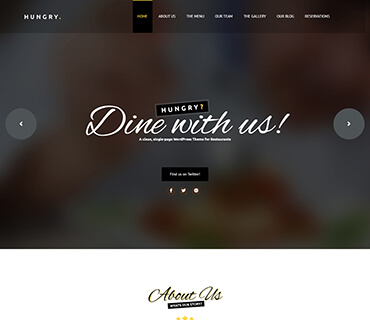 HUNGRY.
HOME ABOUT US THE MENU OUR TEAM THE GALLERY OUR BLOG RESERVATIONS
HUNGRY?
Dine with us!
A clean, single-page WordPress Theme for Restaurants
Find us on Twitter!
About Us
WHAT'S OUR STORY?